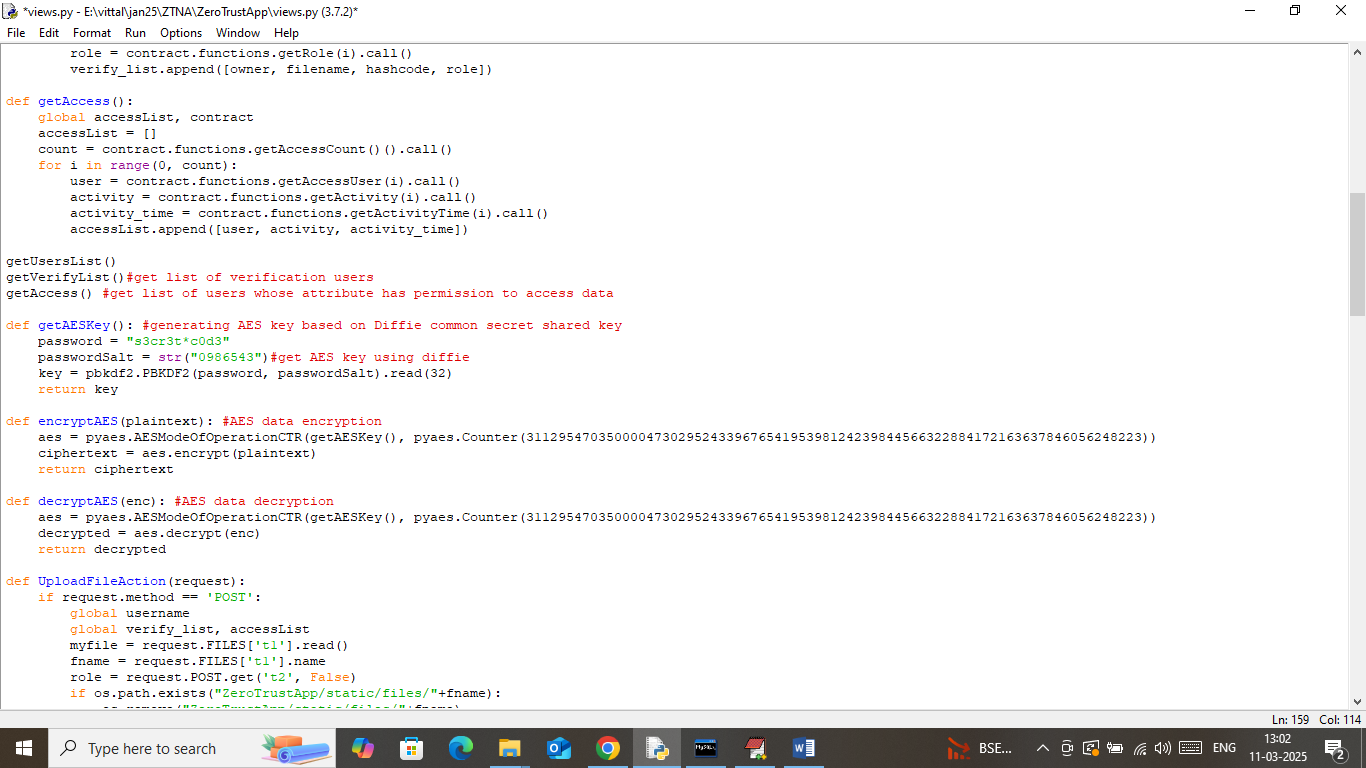 *views.py - E:\vittal\jan25\ZTNA\ZeroTrustApp\views.py (3.7.2)*
File Edit Format Run Options Window Help
        role = contract.functions.getRole(i).call()
        verify_list.append([owner, filename, hashcode, role])
def getAccess():
    global accessList, contract
    accessList = []
    count = contract.functions.getAccessCount()().call()
    for i in range(0, count):
        user = contract.functions.getAccessUser(i).call()
        activity = contract.functions.getActivity(i).call()
        activity_time = contract.functions.getActivityTime(i).call()
        accessList.append([user, activity, activity_time])
getUsersList()
getVerifyList()#get list of verification users
getAccess() #get list of users whose attribute has permission to access data
def getAESKey(): #generating AES key based on Diffie common secret shared key
    password = "s3cr3t*c0d3"
    passwordSalt = str("0986543")#get AES key using diffie
    key = pbkdf2.PBKDF2(password, passwordSalt).read(32)
    return key
def encryptAES(plaintext): #AES data encryption
    aes = pyaes.AESModeOfOperationCTR(getAESKey(), pyaes.Counter(31129547035000047302952433967654195398124239844566322884172163637846056248223))
    ciphertext = aes.encrypt(plaintext)
    return ciphertext
def decryptAES(enc): #AES data decryption
    aes = pyaes.AESModeOfOperationCTR(getAESKey(), pyaes.Counter(31129547035000047302952433967654195398124239844566322884172163637846056248223))
    decrypted = aes.decrypt(enc)
    return decrypted
def UploadFileAction(request):
    if request.method == 'POST':
        global username
        global verify_list, accessList
        myfile = request.FILES['t1'].read()
        fname = request.FILES['t1'].name
        role = request.POST.get('t2', False)
        if os.path.exists("ZeroTrustApp/static/files/"+fname):
            os.remove("ZeroTrustApp/static/files/"+fname)
Ln: 159 Col: 114
Type here to search
MySQL
BSE...
ENG
13:02
11-03-2025
2